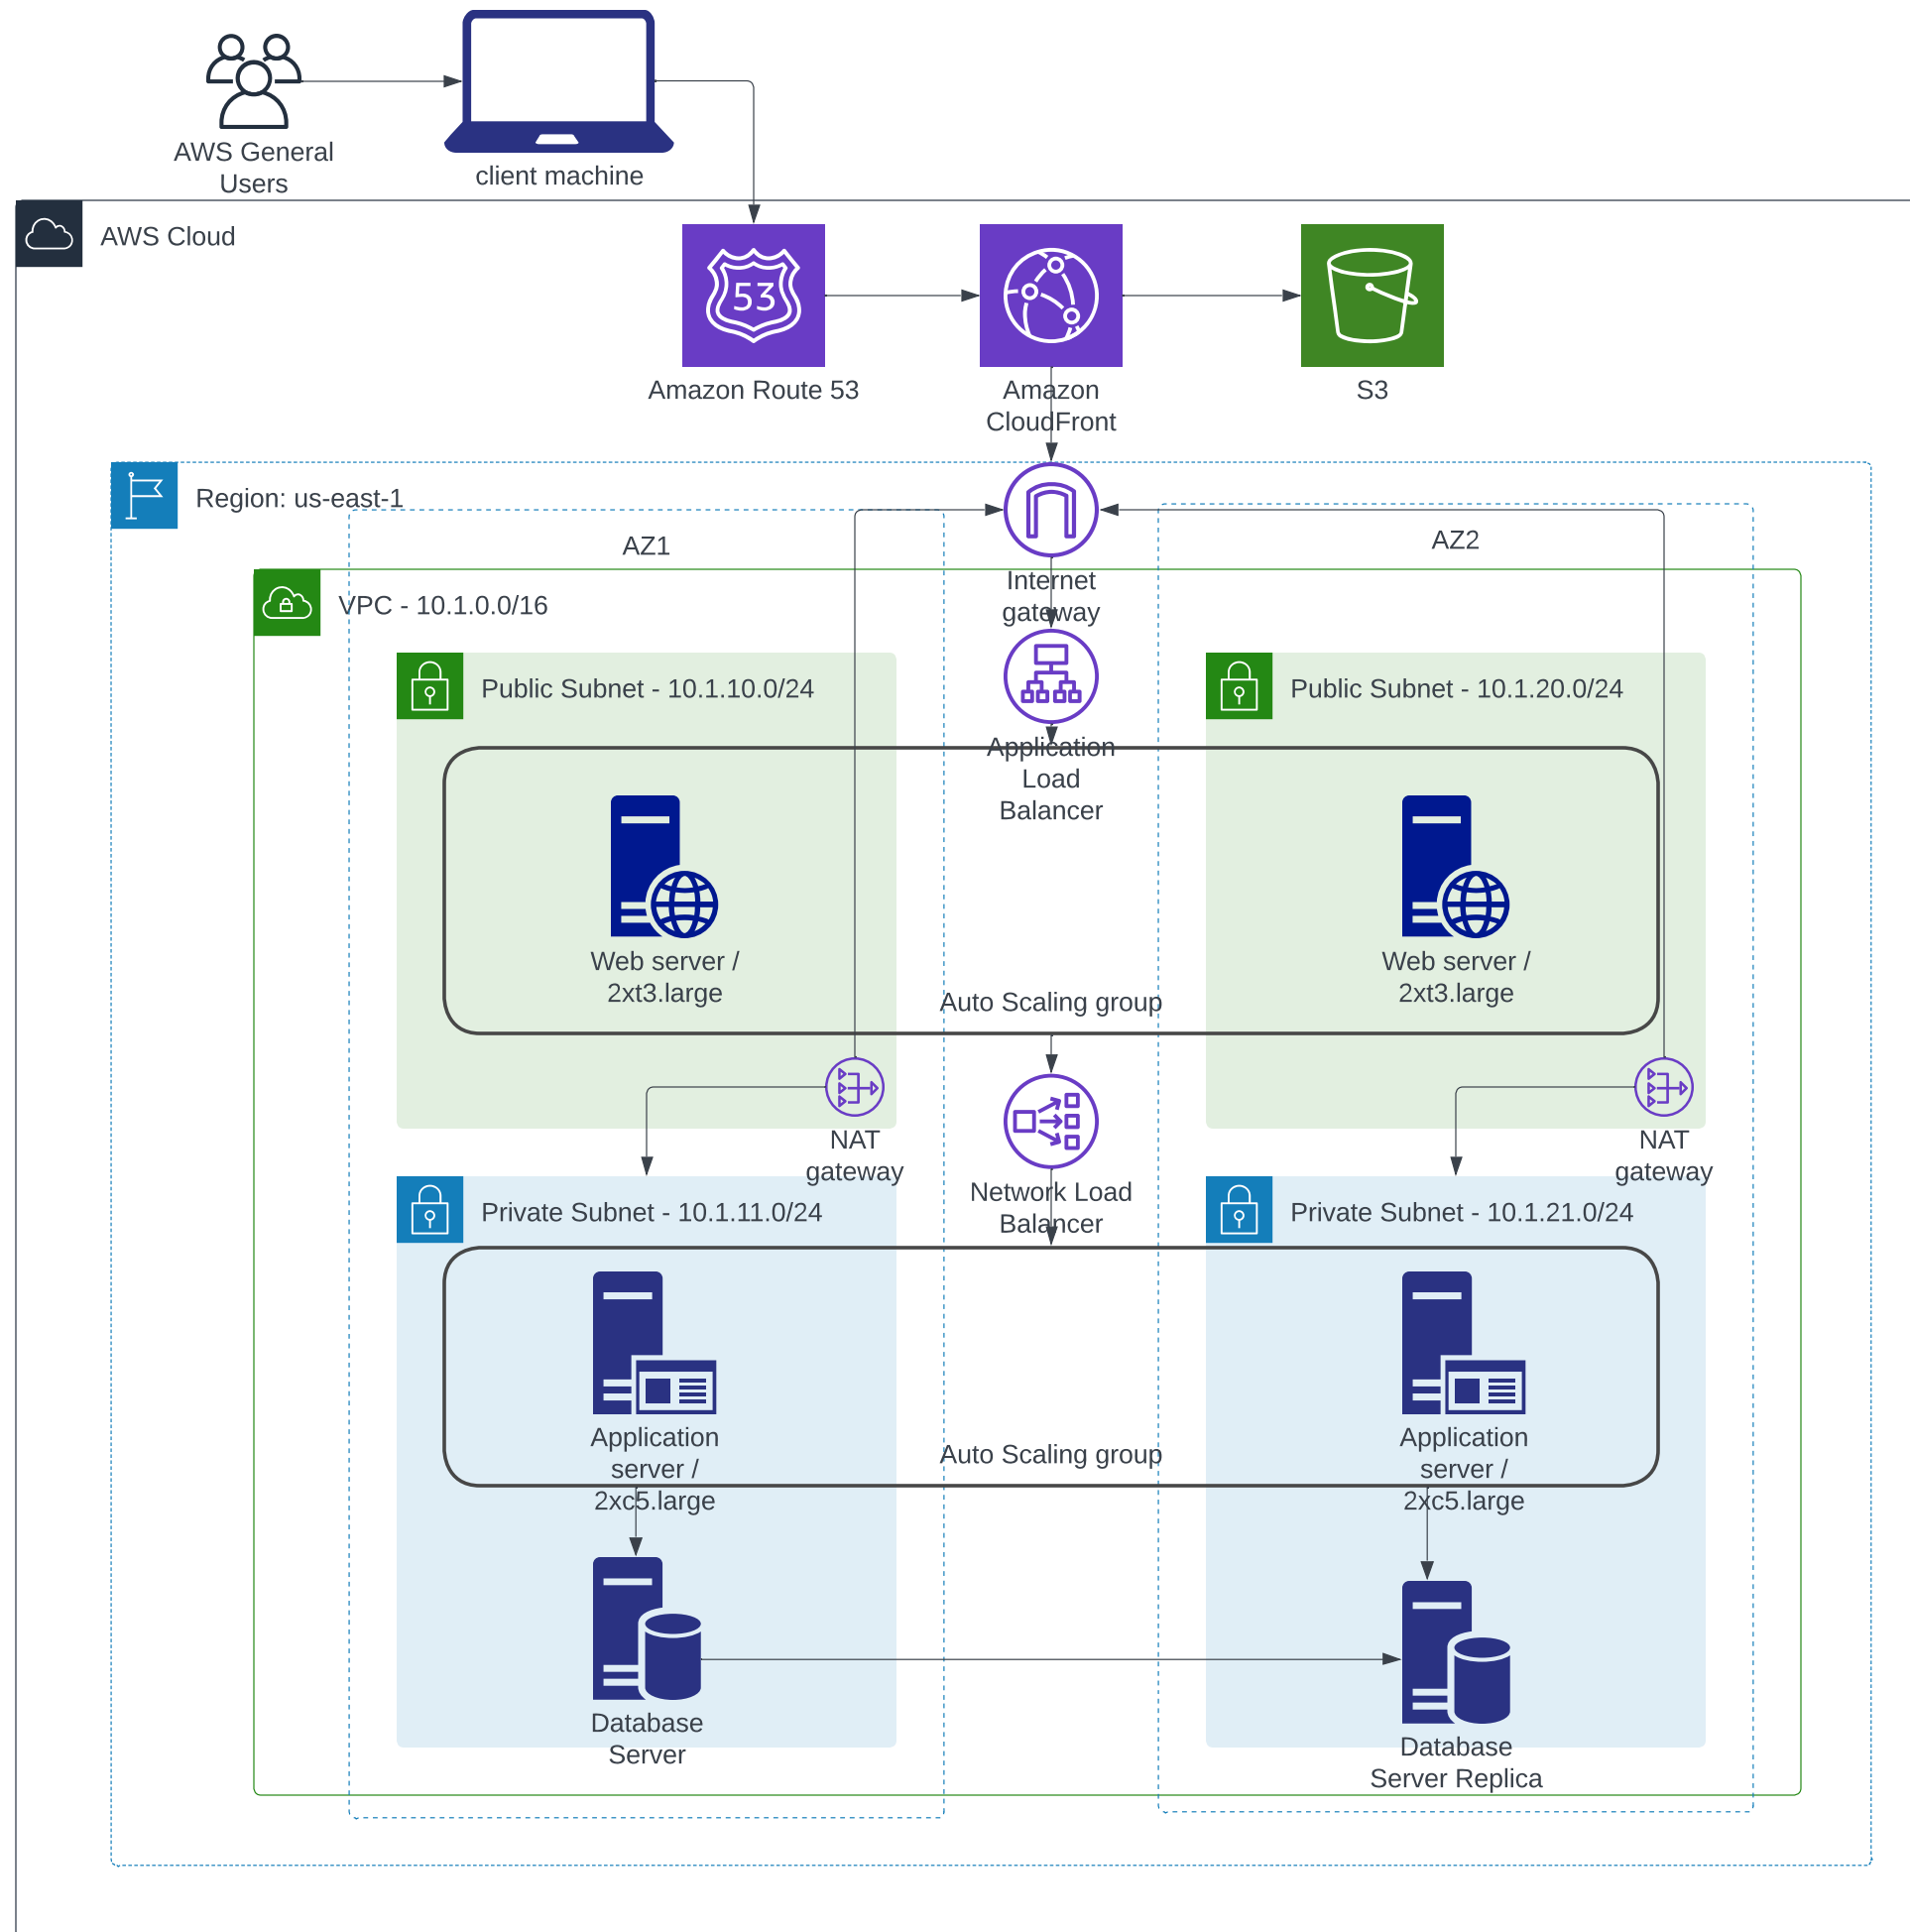 AWS General
Users
client machine
AWS Cloud
53
Amazon Route 53
Amazon
CloudFront
S3
Region: us-east-1
AZ1
AZ2
Internet
gateway
VPC - 10.1.0.0/16
Public Subnet - 10.1.10.0/24
Public Subnet - 10.1.20.0/24
Application
Load
Balancer
Web server /
2xt3.large
Web server /
2xt3.large
Auto Scaling group
NAT
gateway
NAT
gateway
Network Load
Balancer
Private Subnet - 10.1.11.0/24
Private Subnet - 10.1.21.0/24
Application
server /
2xc5.large
Application
server /
2xc5.large
Auto Scaling group
Database
Server
Database
Server Replica